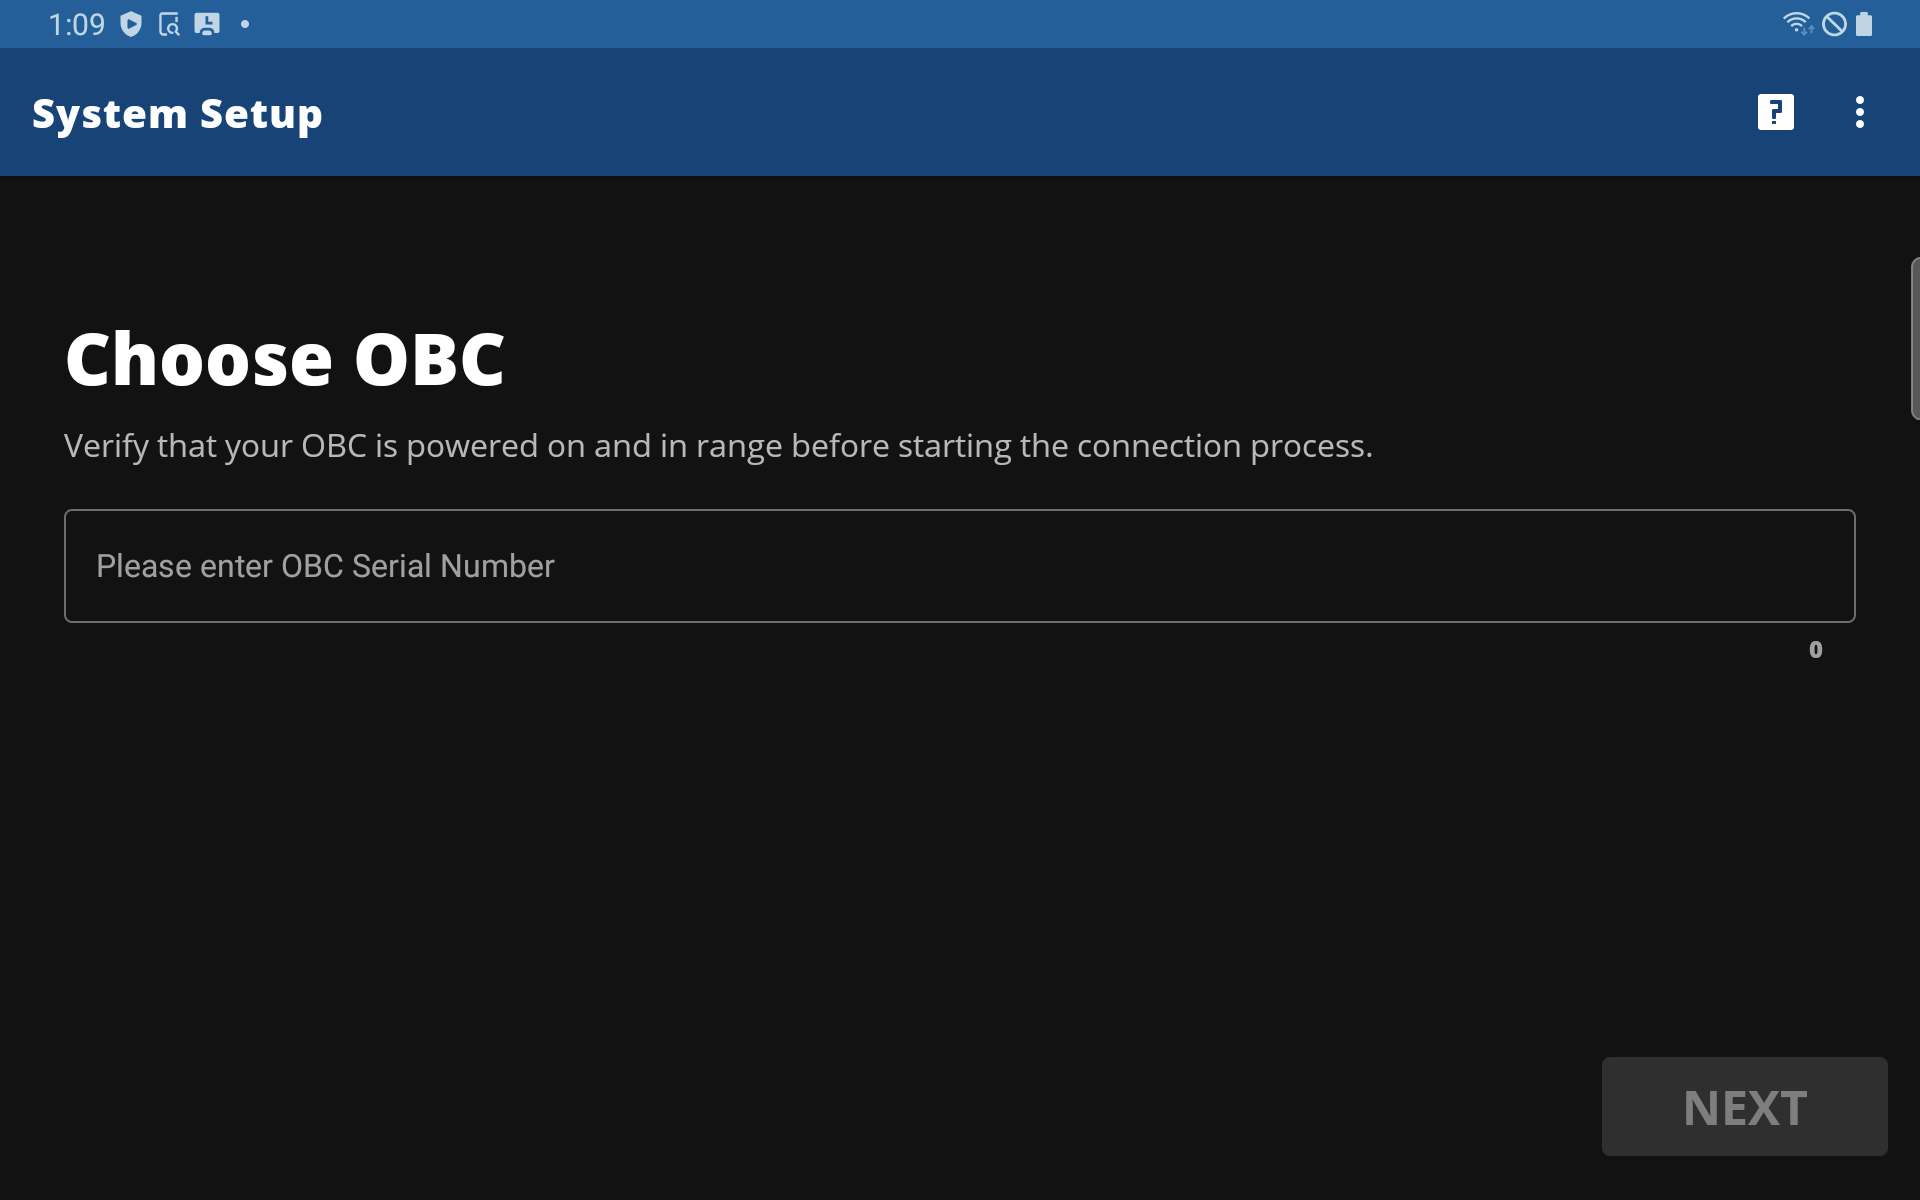 1:09
System Setup
Choose OBC
Verify that your OBC is powered on and in range before starting the connection process.
Please enter OBC Serial Number
0
NEXT